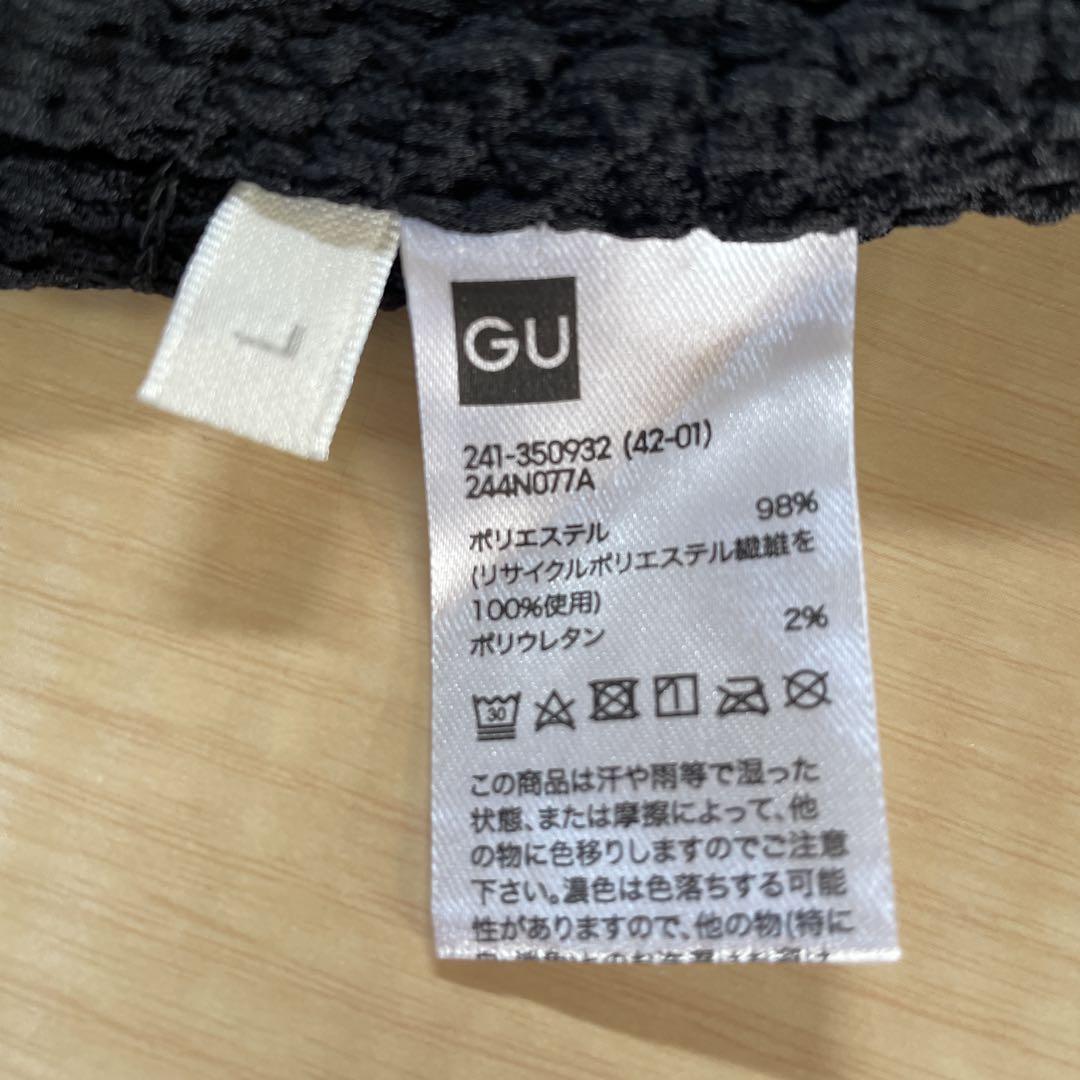 L
GU
241-350932 (42-01)
244N077A
ポリエステル 98%
(リサイクルポリエステル繊維を
100%使用)
ポリウレタン 2%
30
この商品は汗や雨等で湿った
状態、または摩擦によって、他
の物に色移りしますのでご注意
下さい。濃色は色落ちする可能
性がありますので、他の物(特に